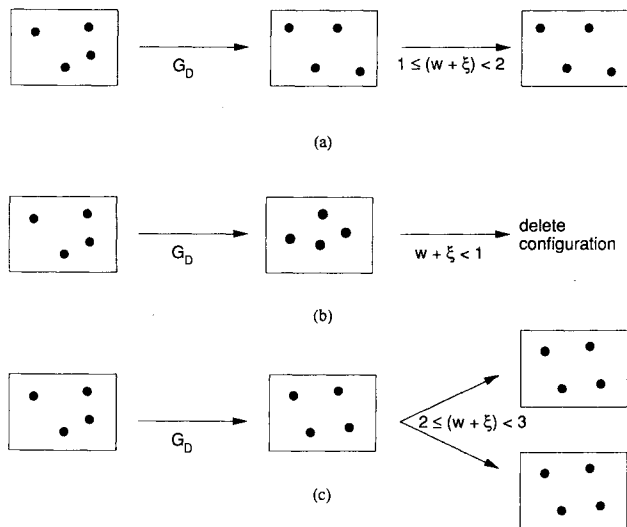 G_D
1 ≤ (w + ξ) < 2
(a)
G_D
w + ξ < 1
delete
configuration
(b)
G_D
2 ≤ (w + ξ) < 3
(c)